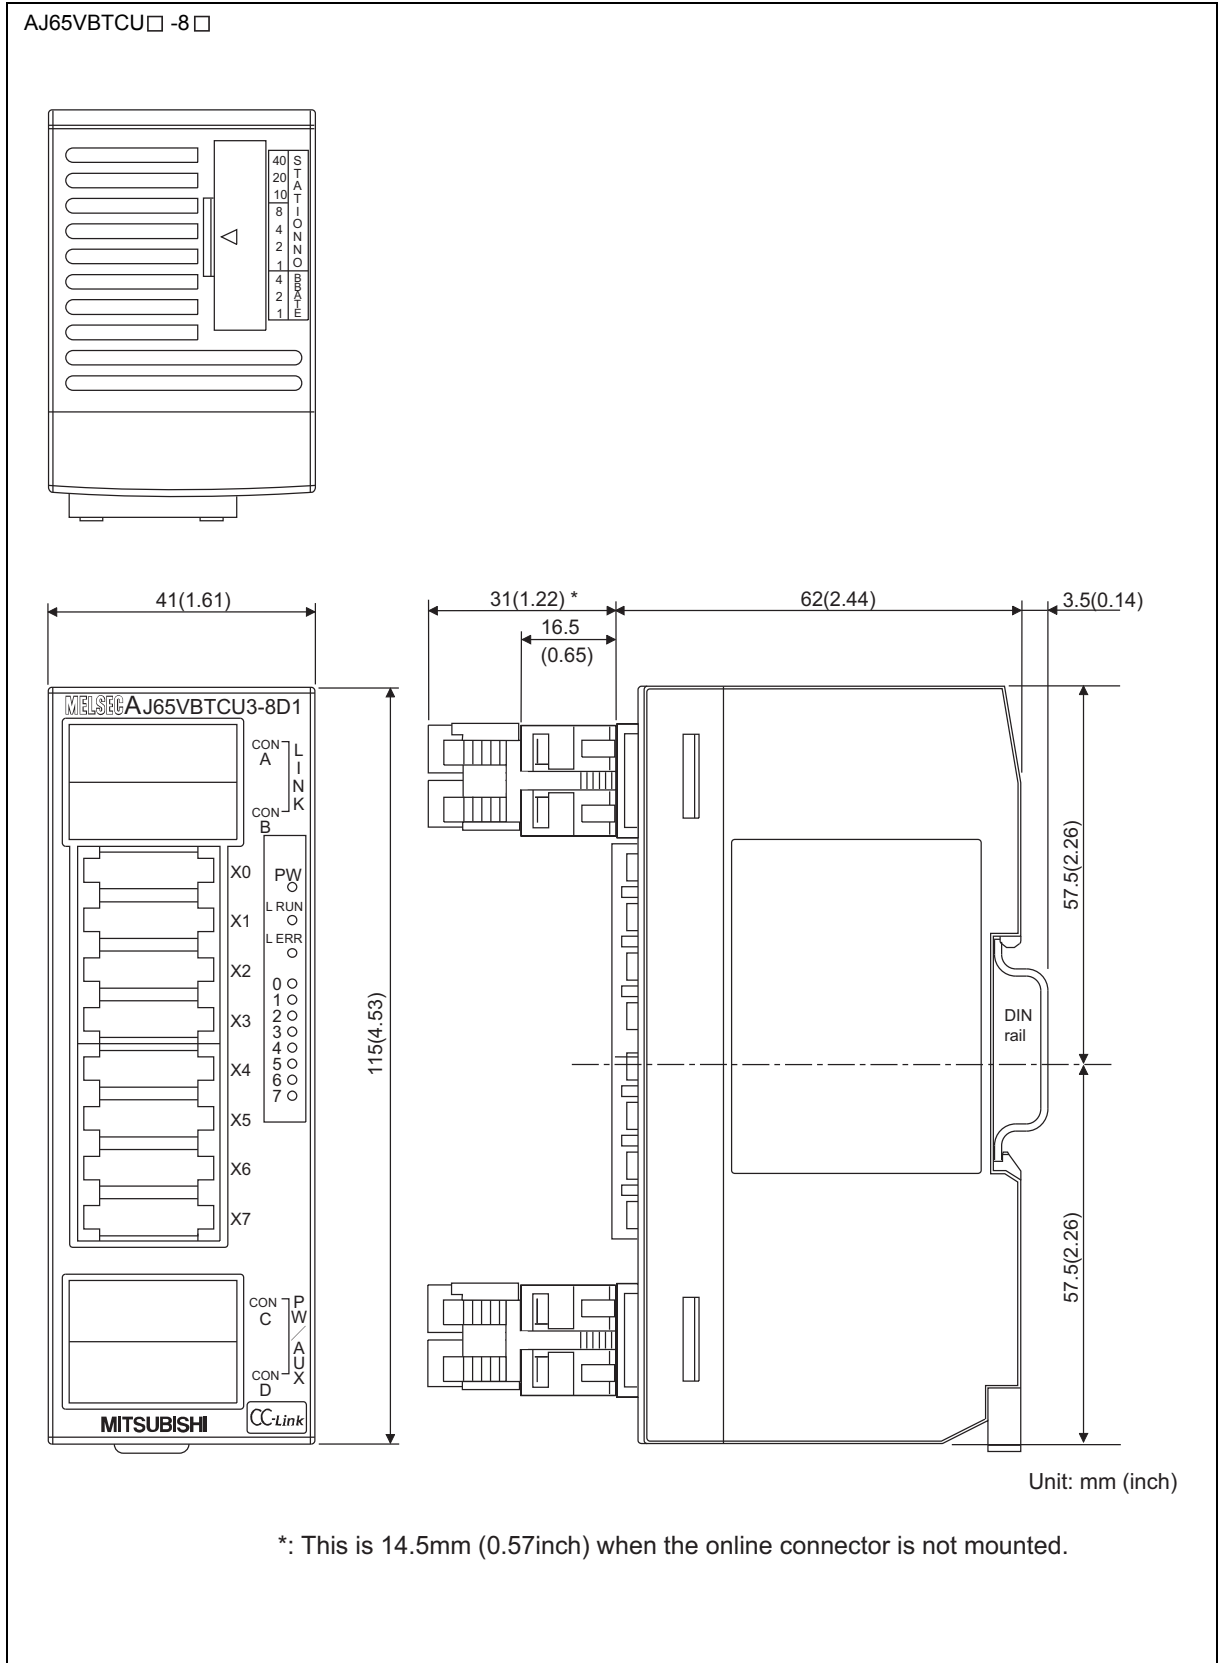 AJ65VBTCU□ -8□
40
20
10
8
4
2
1
4
2
1
STATIONNNO
BBATE
41(1.61)
31(1.22) *
62(2.44)
3.5(0.14)
16.5
(0.65)
MELSEC AJ65VBTCU3-8D1
CON A
LINK
CON B
X0
X1
X2
X3
X4
X5
X6
X7
PW
L RUN
L ERR
0
1
2
3
4
5
6
7
115(4.53)
57.5(2.26)
DIN
rail
57.5(2.26)
CON C
PW/AUX
CON D
MITSUBISHI
CC-Link
Unit: mm (inch)
*: This is 14.5mm (0.57inch) when the online connector is not mounted.